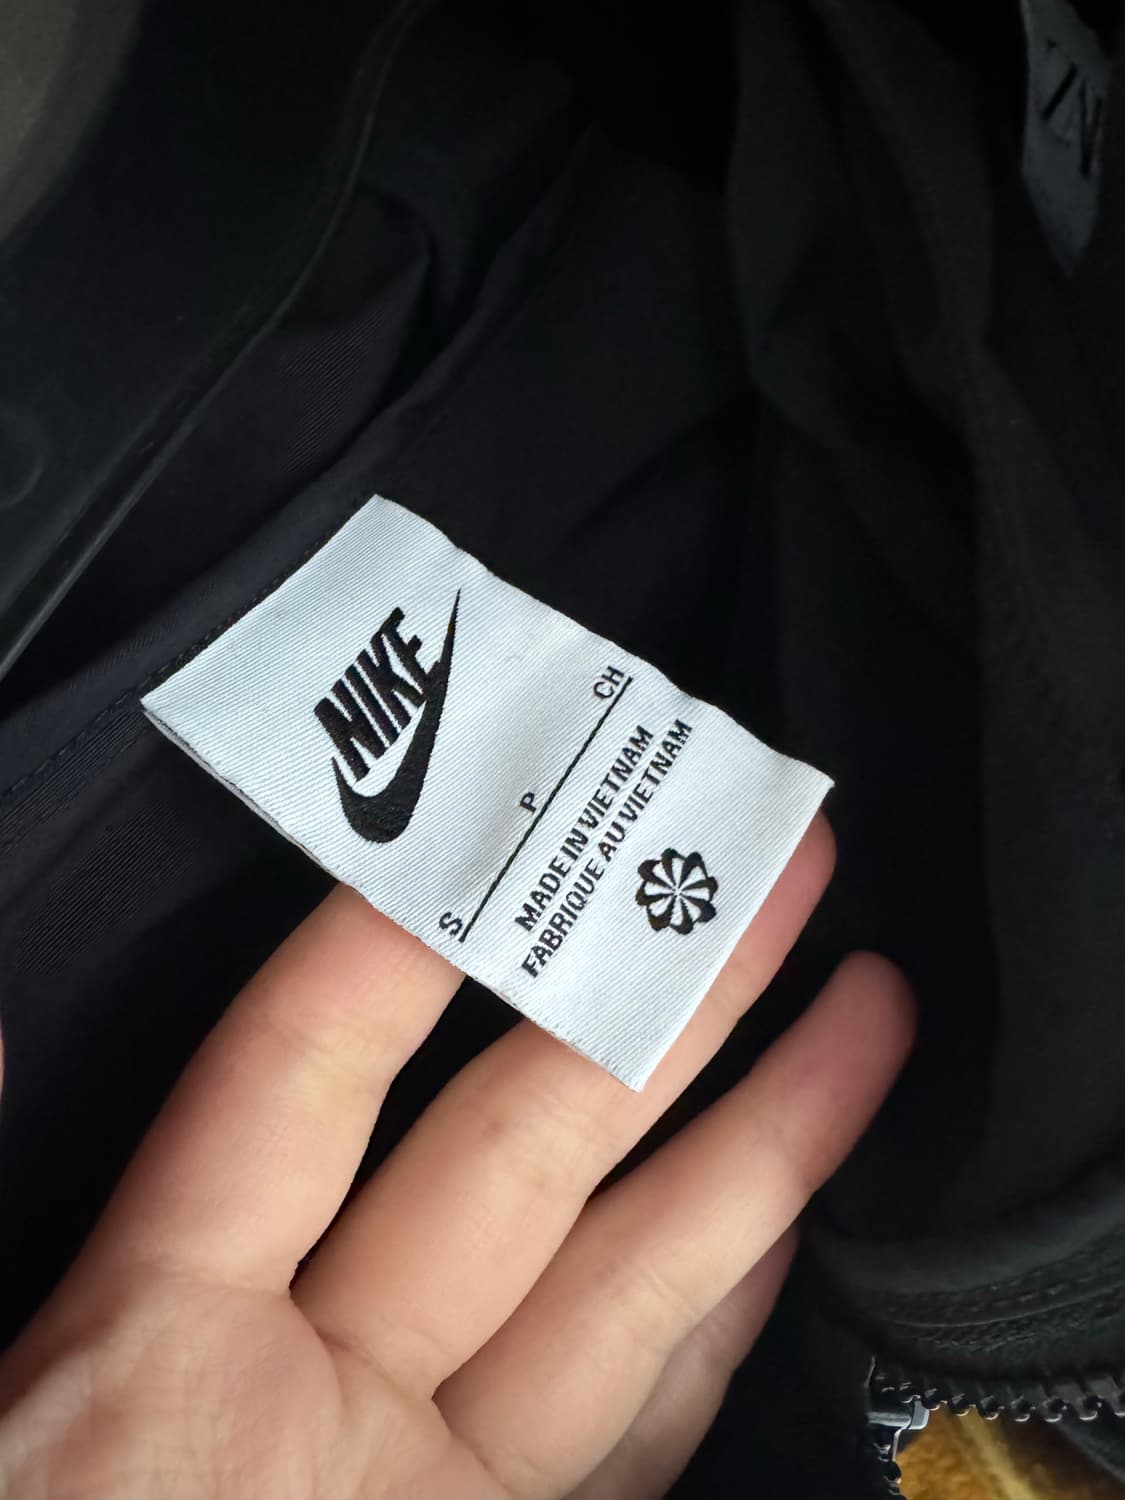 NIKE
S P CH
MADE IN VIETNAM
FABRIQUE AU VIETNAM